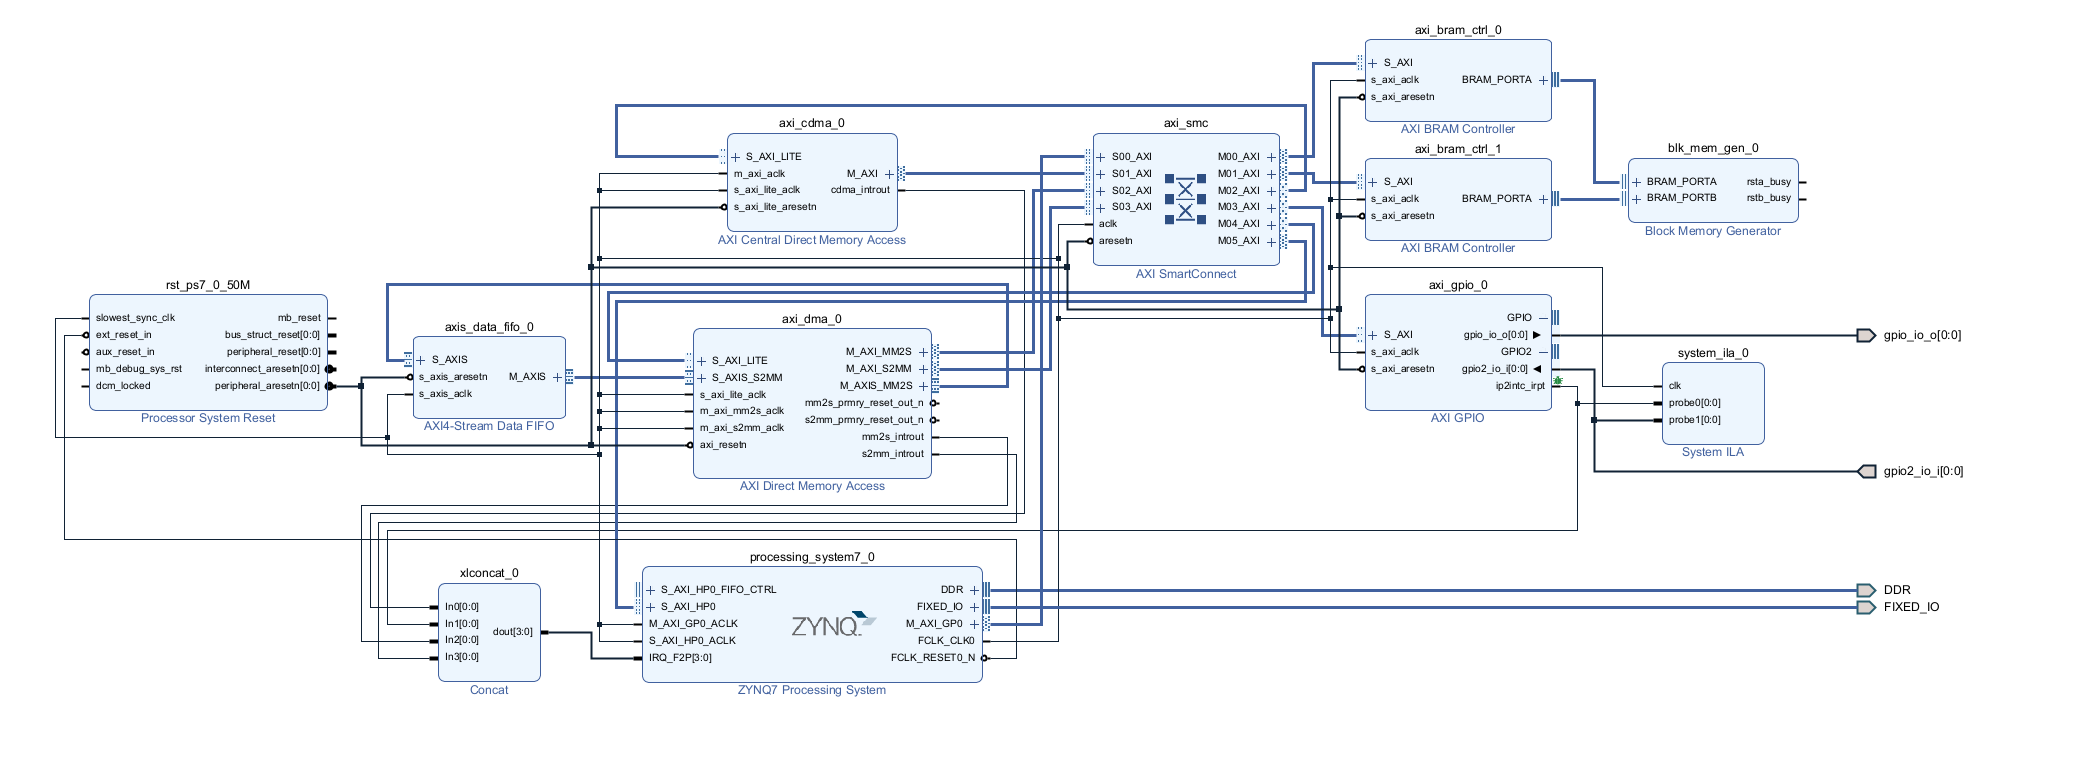 axi_bram_ctrl_0
S_AXI
s_axi_aclk
s_axi_aresetn
BRAM_PORTA
AXI BRAM Controller
axi_cdma_0
S_AXI_LITE
m_axi_aclk
s_axi_lite_aclk
s_axi_lite_aresetn
M_AXI
cdma_introut
AXI Central Direct Memory Access
axi_smc
S00_AXI
S01_AXI
S02_AXI
S03_AXI
aclk
aresetn
M00_AXI
M01_AXI
M02_AXI
M03_AXI
M04_AXI
M05_AXI
AXI SmartConnect
axi_bram_ctrl_1
S_AXI
s_axi_aclk
s_axi_aresetn
BRAM_PORTA
AXI BRAM Controller
blk_mem_gen_0
BRAM_PORTA
BRAM_PORTB
rsta_busy
rstb_busy
Block Memory Generator
rst_ps7_0_50M
slowest_sync_clk
ext_reset_in
aux_reset_in
mb_debug_sys_rst
dcm_locked
mb_reset
bus_struct_reset[0:0]
peripheral_reset[0:0]
interconnect_aresetn[0:0]
peripheral_aresetn[0:0]
Processor System Reset
axis_data_fifo_0
S_AXIS
s_axis_aresetn
s_axis_aclk
M_AXIS
AXI4-Stream Data FIFO
axi_dma_0
S_AXI_LITE
S_AXIS_S2MM
s_axi_lite_aclk
m_axi_mm2s_aclk
m_axi_s2mm_aclk
axi_resetn
M_AXI_MM2S
M_AXI_S2MM
M_AXIS_MM2S
mm2s_prmry_reset_out_n
s2mm_prmry_reset_out_n
mm2s_introut
s2mm_introut
AXI Direct Memory Access
axi_gpio_0
S_AXI
s_axi_aclk
s_axi_aresetn
GPIO
gpio_io_o[0:0]
GPIO2
gpio2_io_i[0:0]
ip2intc_irpt
AXI GPIO
gpio_io_o[0:0]
system_ila_0
clk
probe0[0:0]
probe1[0:0]
System ILA
gpio2_io_i[0:0]
xlconcat_0
In0[0:0]
In1[0:0]
In2[0:0]
In3[0:0]
dout[3:0]
Concat
processing_system7_0
S_AXI_HP0_FIFO_CTRL
S_AXI_HP0
M_AXI_GP0_ACLK
S_AXI_HP0_ACLK
IRQ_F2P[3:0]
ZYNQ
DDR
FIXED_IO
M_AXI_GP0
FCLK_CLK0
FCLK_RESET0_N
ZYNQ7 Processing System
DDR
FIXED_IO